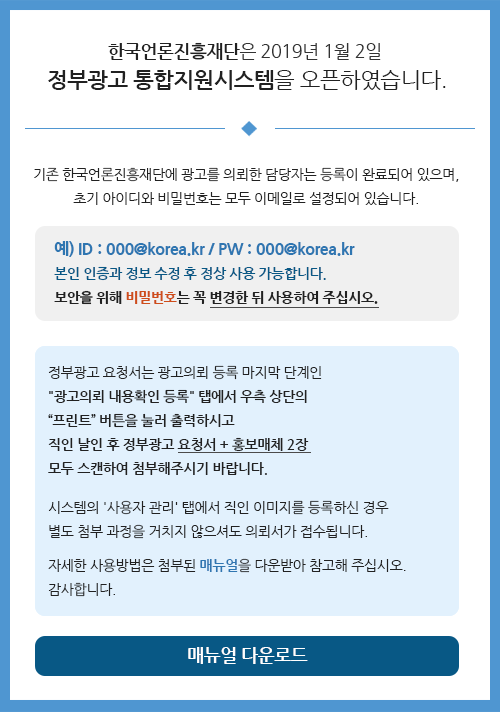 한국언론진흥재단은 2019년 1월 2일
정부광고 통합지원시스템을 오픈하였습니다.
기존 한국언론진흥재단에 광고를 의뢰한 담당자는 등록이 완료되어 있으며,
초기 아이디와 비밀번호는 모두 이메일로 설정되어 있습니다.
예) ID : 000@korea.kr / PW : 000@korea.kr
본인 인증과 정보 수정 후 정상 사용 가능합니다.
보안을 위해 비밀번호는 꼭 변경한 뒤 사용하여 주십시오.
정부광고 요청서는 광고의뢰 등록 마지막 단계인
"광고의뢰 내용확인 등록" 탭에서 우측 상단의
“프린트” 버튼을 눌러 출력하시고
직인 날인 후 정부광고 요청서 + 홍보매체 2장
모두 스캔하여 첨부해주시기 바랍니다.
시스템의 '사용자 관리' 탭에서 직인 이미지를 등록하신 경우
별도 첨부 과정을 거치지 않으셔도 의뢰서가 접수됩니다.
자세한 사용방법은 첨부된 매뉴얼을 다운받아 참고해 주십시오.
감사합니다.
매뉴얼 다운로드